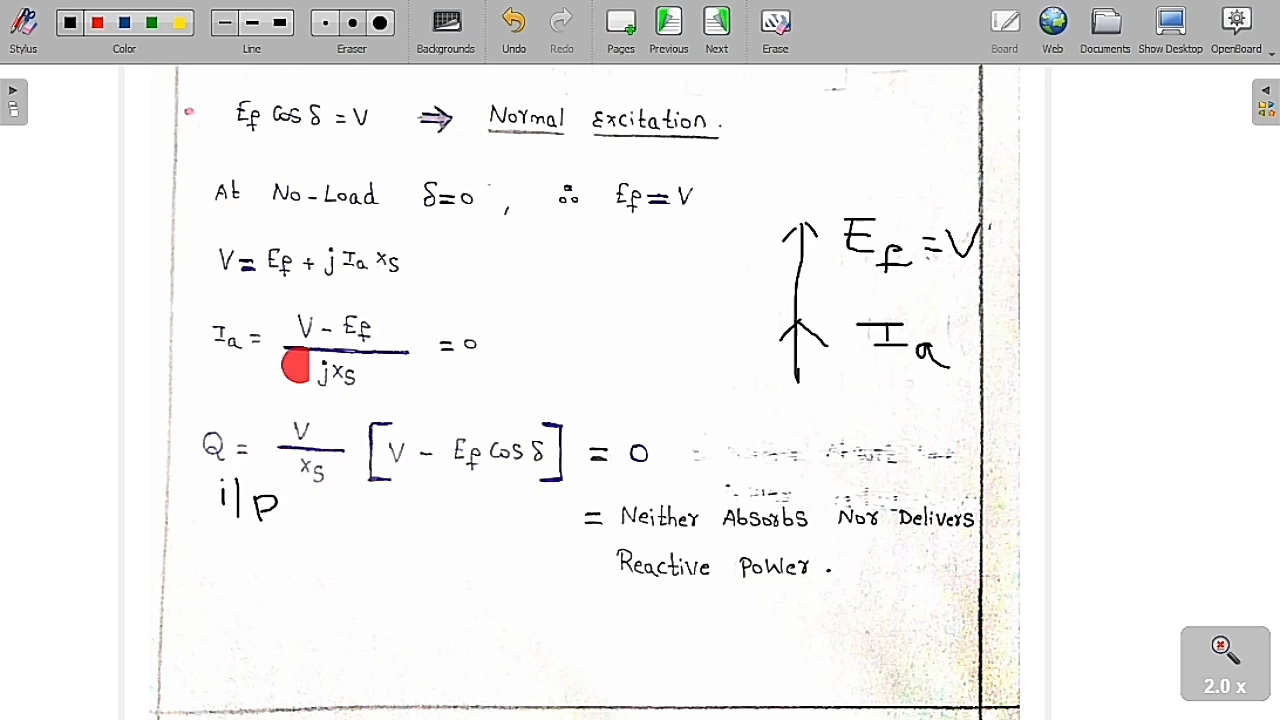 Stylus Color Line Eraser Backgrounds Undo Redo Pages Previous Next Erase Board Web Documents Show Desktop OpenBoard
Ef Cos δ = V ⇒ Normal Excitation.
At No-Load δ=0, ∴ Ef = V
V = Ef + j Ia Xs
Ia = (V - Ef) / (jXs) = 0
Q i/p = V/Xs [V - Ef Cos δ] = 0
= Neither Absorbs Nor Delivers
Reactive Power.
Ef = V
Ia
2.0 x